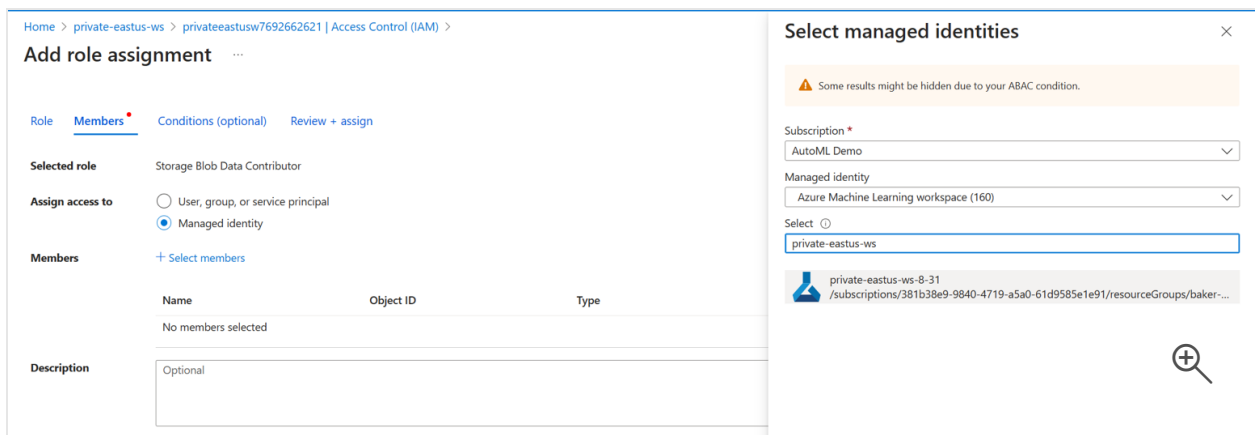 Home > private-eastus-ws > privateeastusw7692662621 | Access Control (IAM) >
Add role assignment ...
Role Members Conditions (optional) Review + assign
Selected role Storage Blob Data Contributor
Assign access to User, group, or service principal
Managed identity
Members + Select members
Name Object ID Type
No members selected
Description Optional
Select managed identities
Some results might be hidden due to your ABAC condition.
Subscription *
AutoML Demo
Managed identity
Azure Machine Learning workspace (160)
Select
private-eastus-ws
private-eastus-ws-8-31
/subscriptions/381b38e9-9840-4719-a5a0-61d9585e1e91/resourceGroups/baker-...